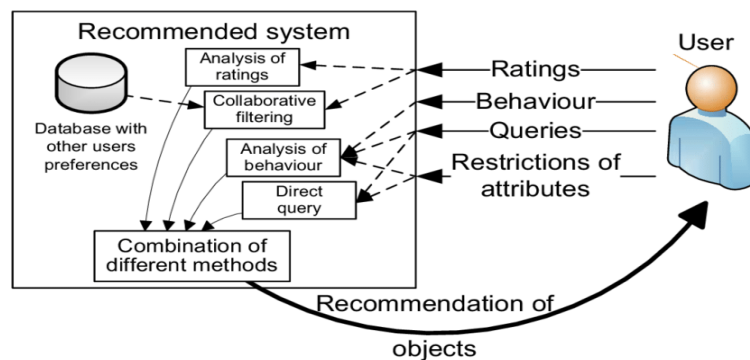 Recommended system
User
Analysis of
ratings
Ratings
Collaborative
filtering
Behaviour
Database with
other users
preferences
Queries
Analysis of
behaviour
Restrictions of
attributes
Direct
query
Combination of
different methods
Recommendation of
objects